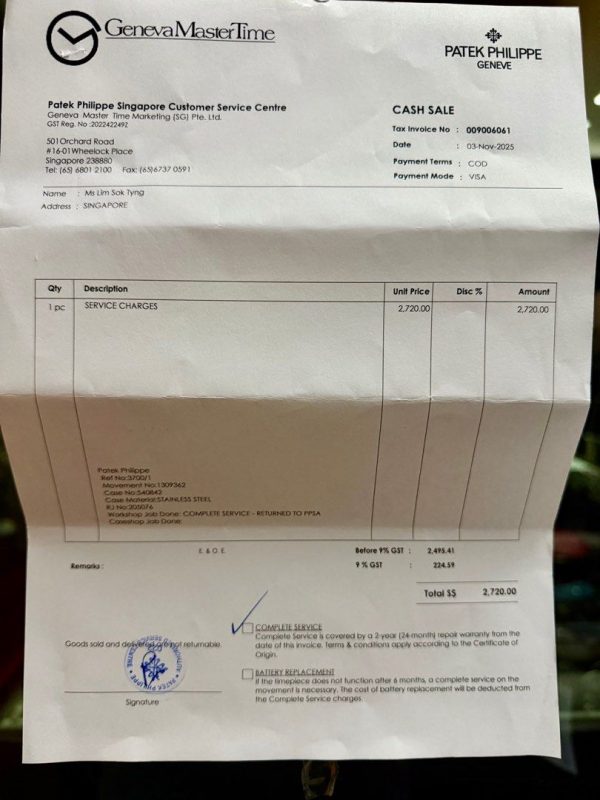 GenevaMasterTime
PATEK PHILIPPE
GENEVE
Patek Philippe Singapore Customer Service Centre
Geneva Master Time Marketing (SG) Pte. Ltd.
GST Reg. No :2022422492
501Orchard Road
#16-01Wheelock Place
Singapore 238880
Tel: (65) 6801 2100 Fax: (65)6737 0591
CASH SALE
Tax Invoice No : 009006061
Date : 03-Nov-2025
Payment Terms : COD
Payment Mode : VISA
Name : Ms Lim Sok Tyng
Address : SINGAPORE
Qty Description Unit Price Disc % Amount
1 pc SERVICE CHARGES 2,720.00 2,720.00
Patek Philippe
Ref No:3700/1
Movement No:1309362
Case No:540842
Case Material:STAINLESS STEEL
RJ No:205076
Workshop Job Done: COMPLETE SERVICE - RETURNED TO PPSA
Caseshop Job Done:
E. & O. E.
Before 9% GST : 2,495.41
Remarks : 9 % GST : 224.59
Total S$ 2,720.00
COMPLETE SERVICE
Complete Service is covered by a 2-year (24-month) repair warranty from the
date of this invoice. Terms & conditions apply according to the Certificate of
Origin.
Goods sold and delivered are not returnable.
BATTERY REPLACEMENT
If the timepiece does not function after 6 months, a complete service on the
movement is necessary. The cost of battery replacement will be deducted from
the Complete Service charges.
Signature